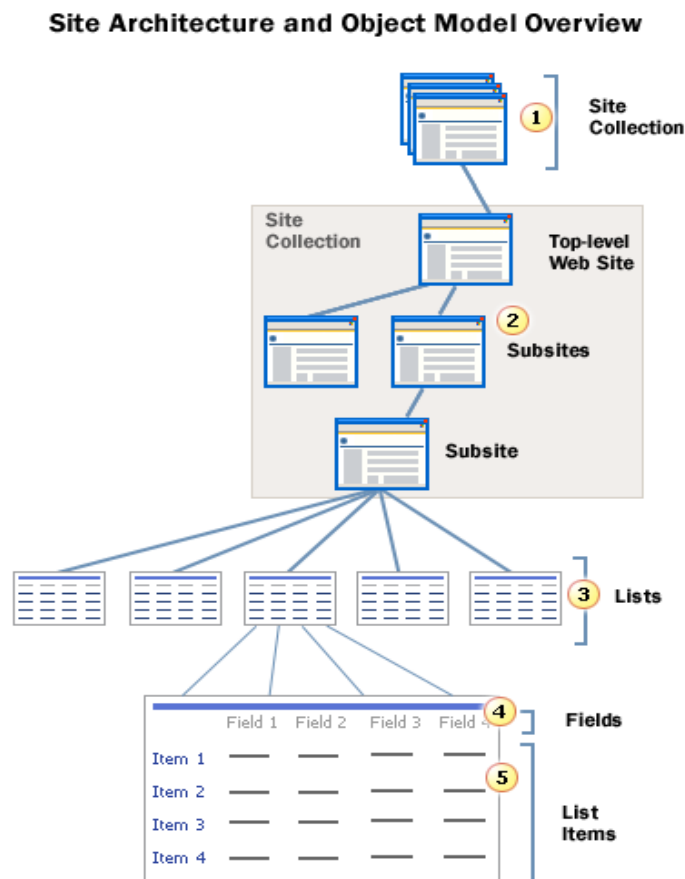 Site Architecture and Object Model Overview
1
Site
Collection
Site
Collection
Top-level
Web Site
2
Subsites
Subsite
3
Lists
4
Field 1 Field 2 Field 3 Field 4
Fields
Item 1
5
Item 2
Item 3
Item 4
List
Items